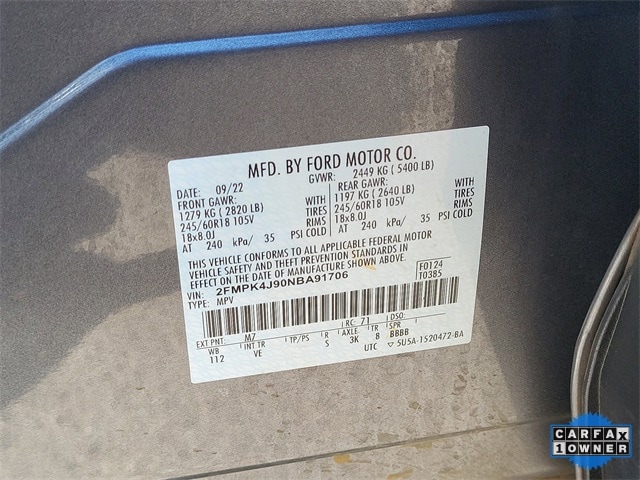 MFD. BY FORD MOTOR CO.
DATE: 09/22 GVWR: 2449 KG ( 5400 LB)
FRONT GAWR: REAR GAWR:
1279 KG ( 2820 LB) WITH 1197 KG ( 2640 LB) WITH
245/60R18 105V TIRES 245/60R18 105V TIRES
18x8.0J RIMS 18x8.0J RIMS
AT 240 kPa/ 35 PSI COLD AT 240 kPa/ 35 PSI COLD
THIS VEHICLE CONFORMS TO ALL APPLICABLE FEDERAL MOTOR
VEHICLE SAFETY AND THEFT PREVENTION STANDARDS IN
EFFECT ON THE DATE OF MANUFACTURE SHOWN ABOVE.
VIN: 2FMPK4J90NBA91706 F0124
TYPE: MPV T0385
EXT PNT: M7 RC: 71 DSO:
WB INT TR TP/PS R AXLE TR SPR
112 VE S 3K 8 BBBB
UTC ▽ 5U5A-1520472-BA
CARFAX
1 OWNER